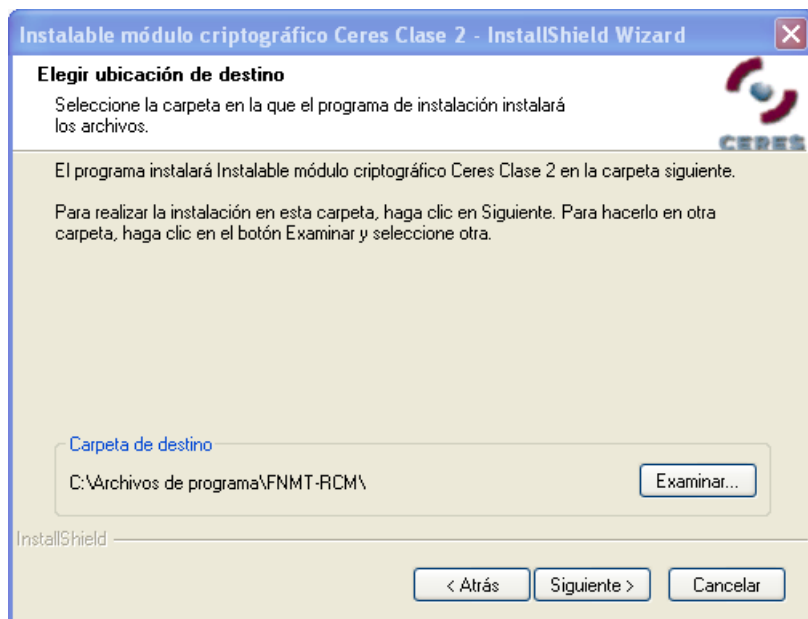 Instalable módulo criptográfico Ceres Clase 2 - InstallShield Wizard
Elegir ubicación de destino
Seleccione la carpeta en la que el programa de instalación instalará
los archivos.
CERES
El programa instalará Instalable módulo criptográfico Ceres Clase 2 en la carpeta siguiente.
Para realizar la instalación en esta carpeta, haga clic en Siguiente. Para hacerlo en otra
carpeta, haga clic en el botón Examinar y seleccione otra.
Carpeta de destino
C:\Archivos de programa\FNMT-RCM\
Examinar...
InstallShield
< Atrás
Siguiente >
Cancelar